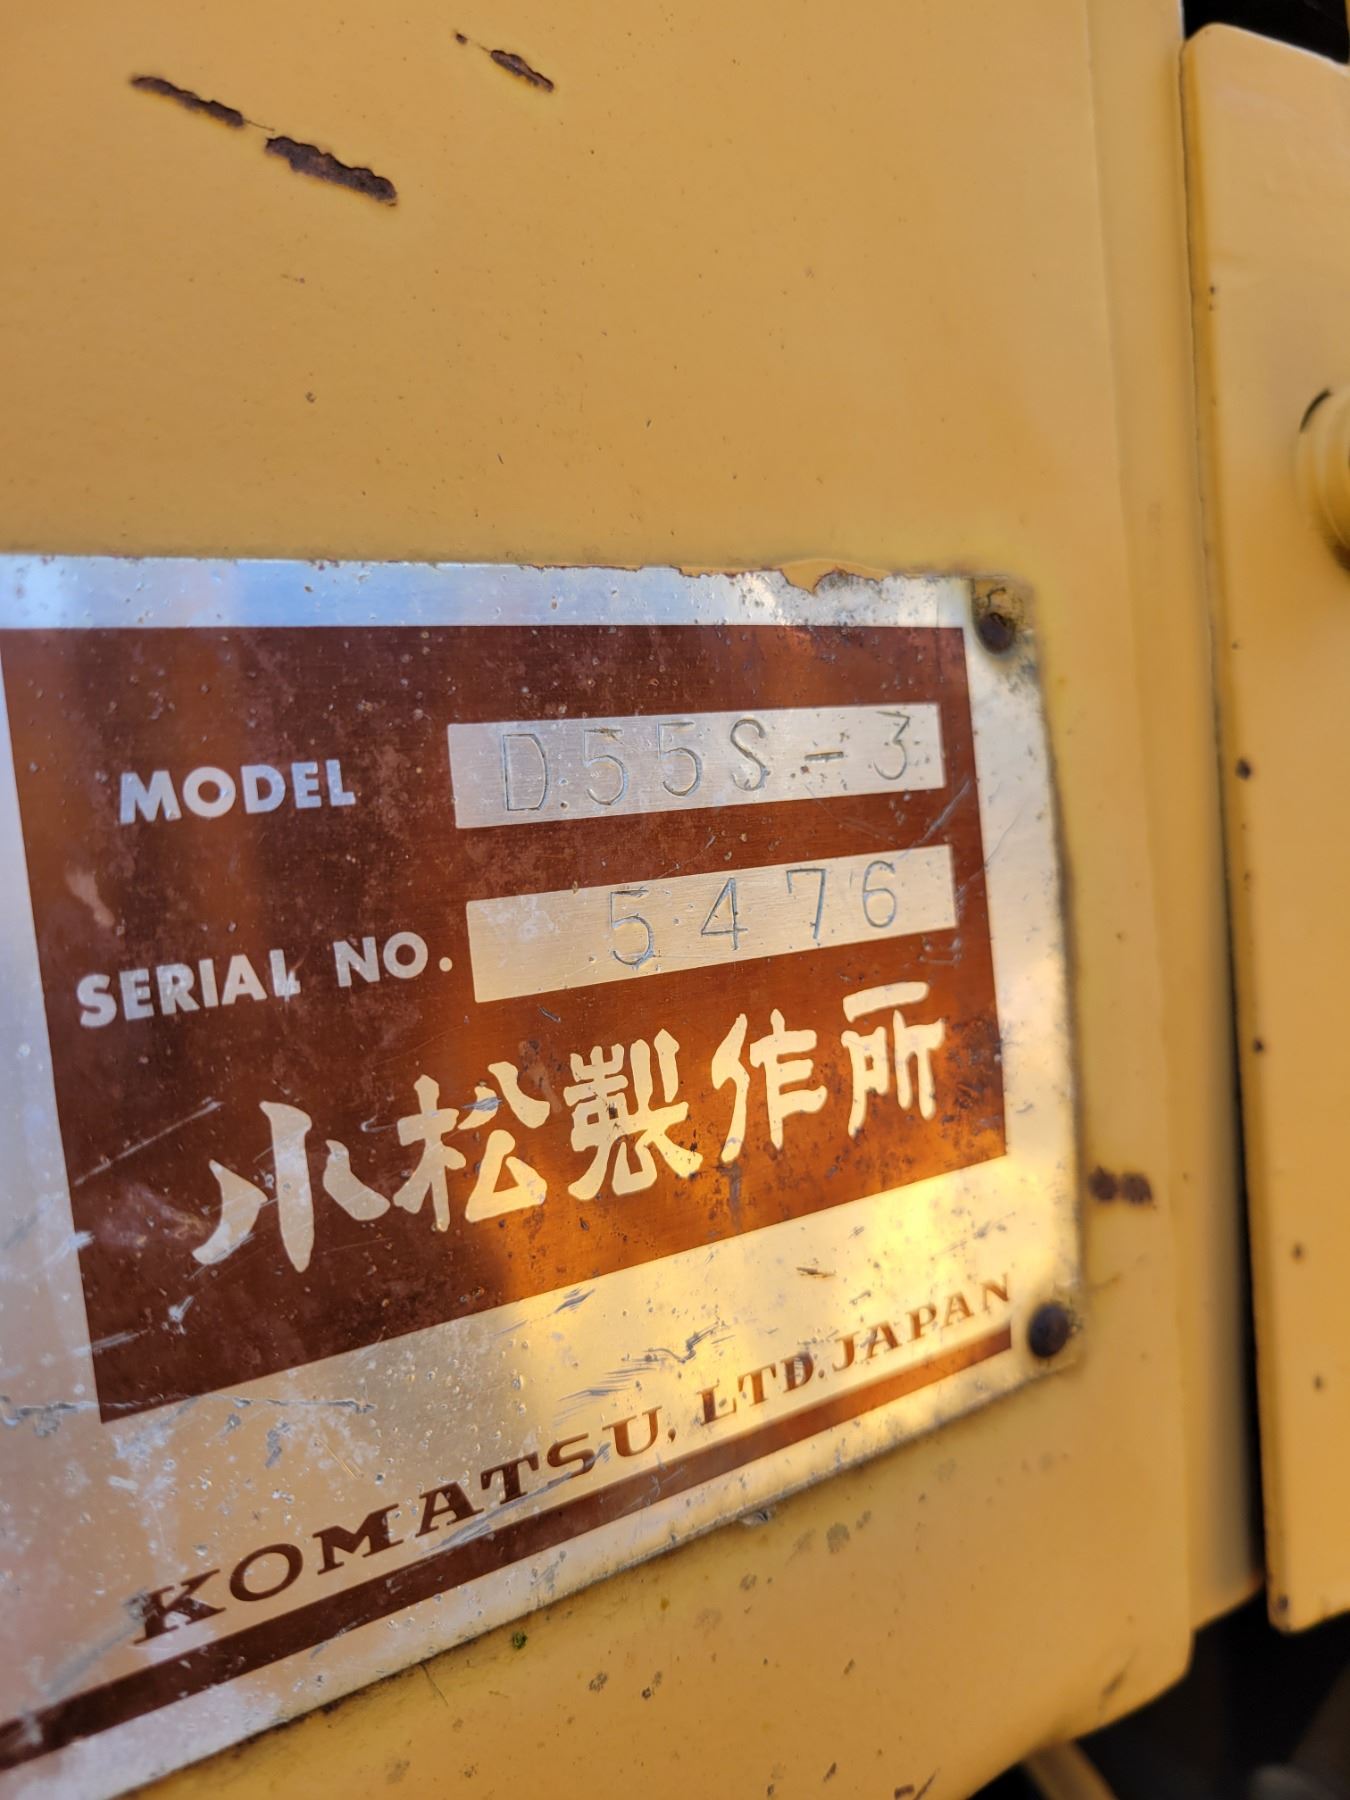 MODEL D55S-3
SERIAL NO. 5476
小松製作所
KOMATSU, LTD. JAPAN